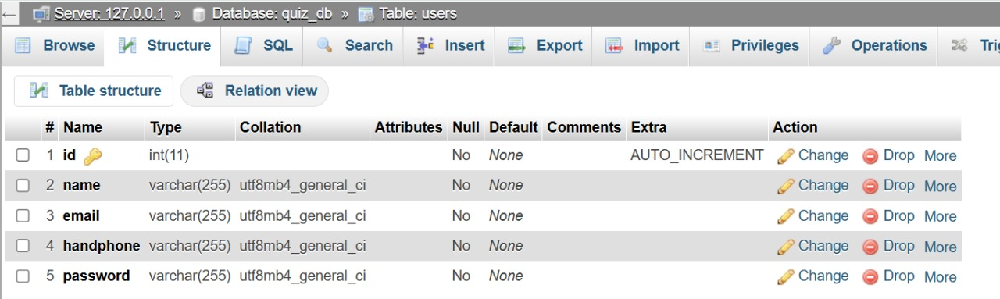 ← Server: 127.0.0.1 » Database: quiz_db » Table: users
Browse Structure SQL Search Insert Export Import Privileges Operations Trig
Table structure Relation view
# Name Type Collation Attributes Null Default Comments Extra Action
1 id int(11) No None AUTO_INCREMENT Change Drop More
2 name varchar(255) utf8mb4_general_ci No None Change Drop More
3 email varchar(255) utf8mb4_general_ci No None Change Drop More
4 handphone varchar(255) utf8mb4_general_ci No None Change Drop More
5 password varchar(255) utf8mb4_general_ci No None Change Drop More